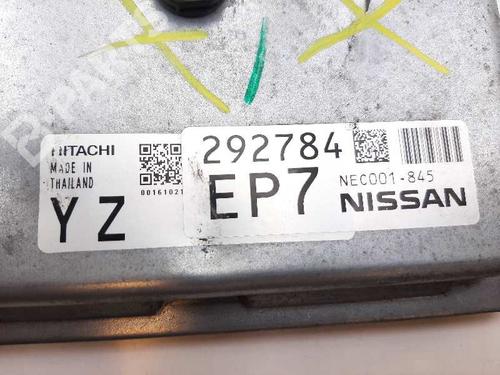 HITACHI
MADE IN
THAILAND
00161021
YZ
292784
EP7
NEC001-845
NISSAN